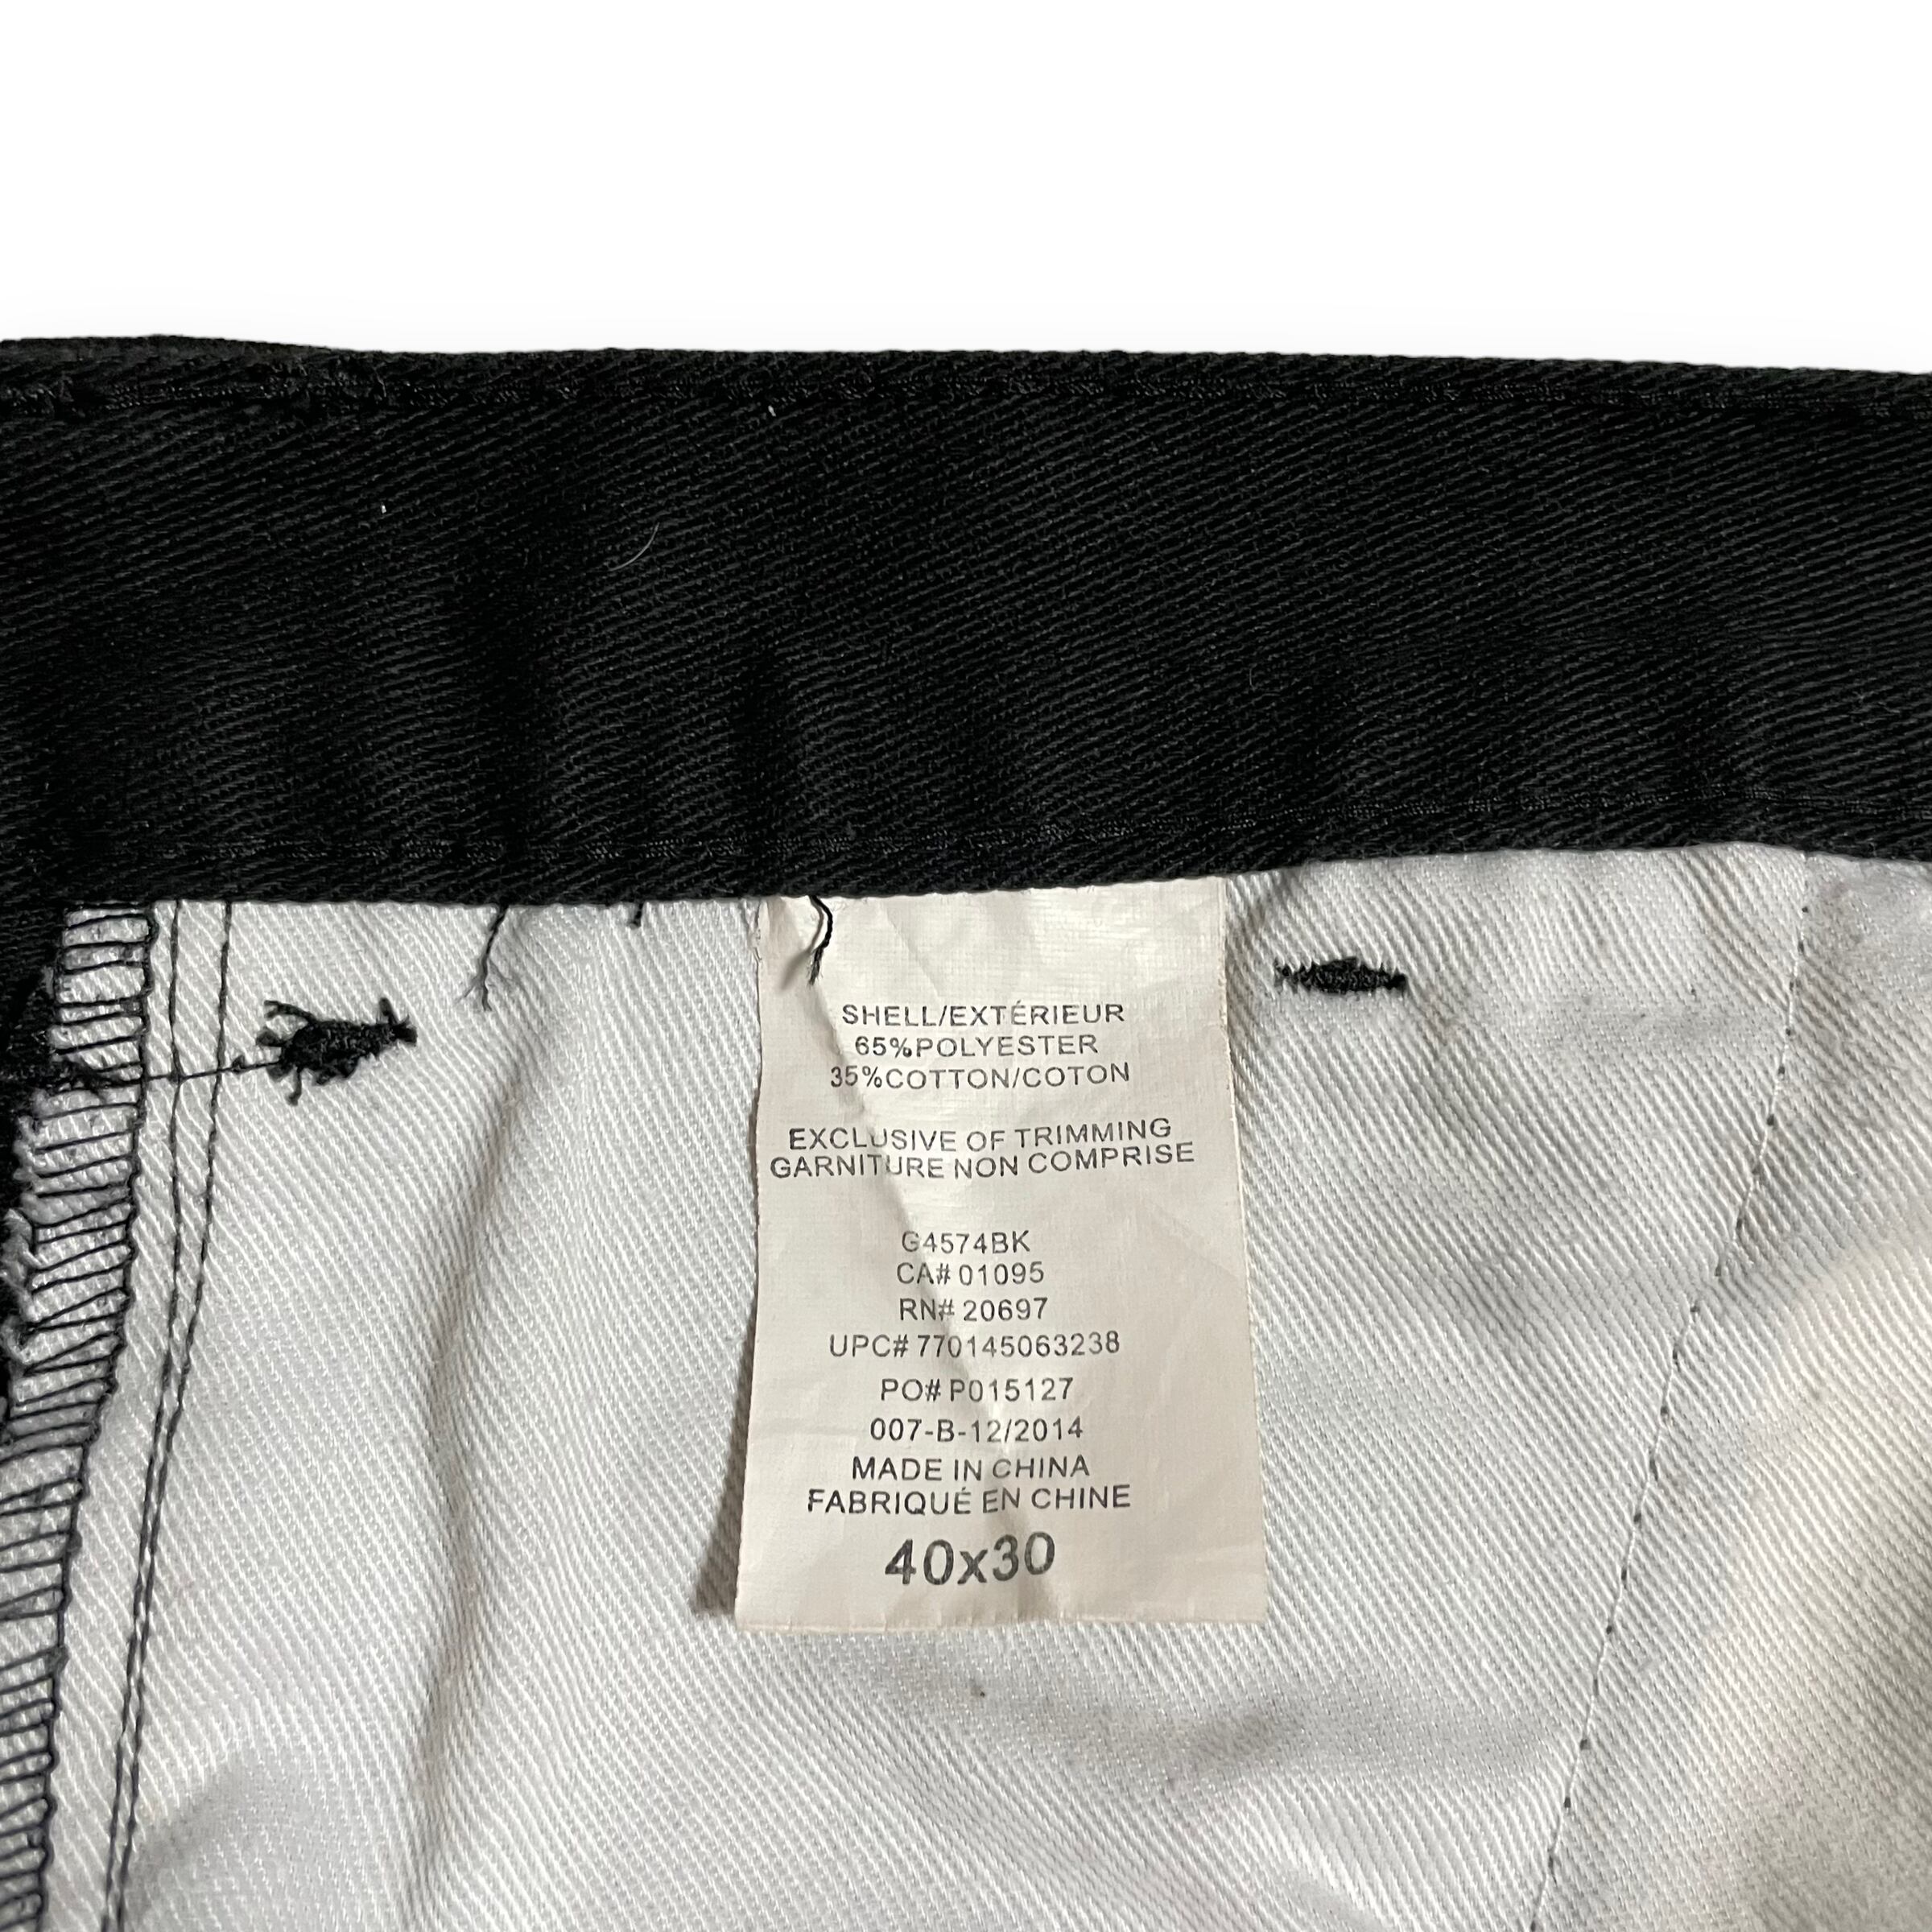 SHELL/EXTÉRIEUR
65%POLYESTER
35%COTTON/COTON
EXCLUSIVE OF TRIMMING
GARNITURE NON COMPRISE
G4574BK
CA# 01095
RN# 20697
UPC# 770145063238
PO# P015127
007-B-12/2014
MADE IN CHINA
FABRIQUÉ EN CHINE
40x30